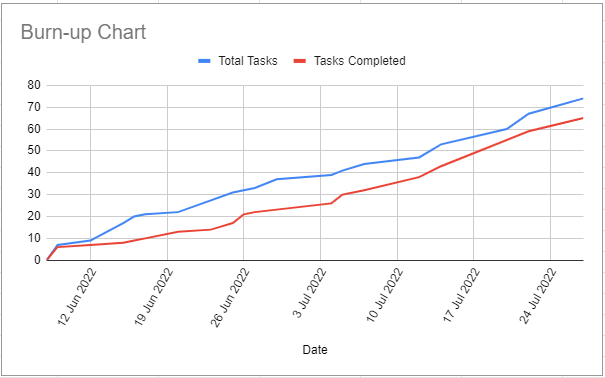 Burn-up Chart
Total Tasks Tasks Completed
80
70
60
50
40
30
20
10
0
12 Jun 2022
19 Jun 2022
26 Jun 2022
3 Jul 2022
10 Jul 2022
17 Jul 2022
24 Jul 2022
Date